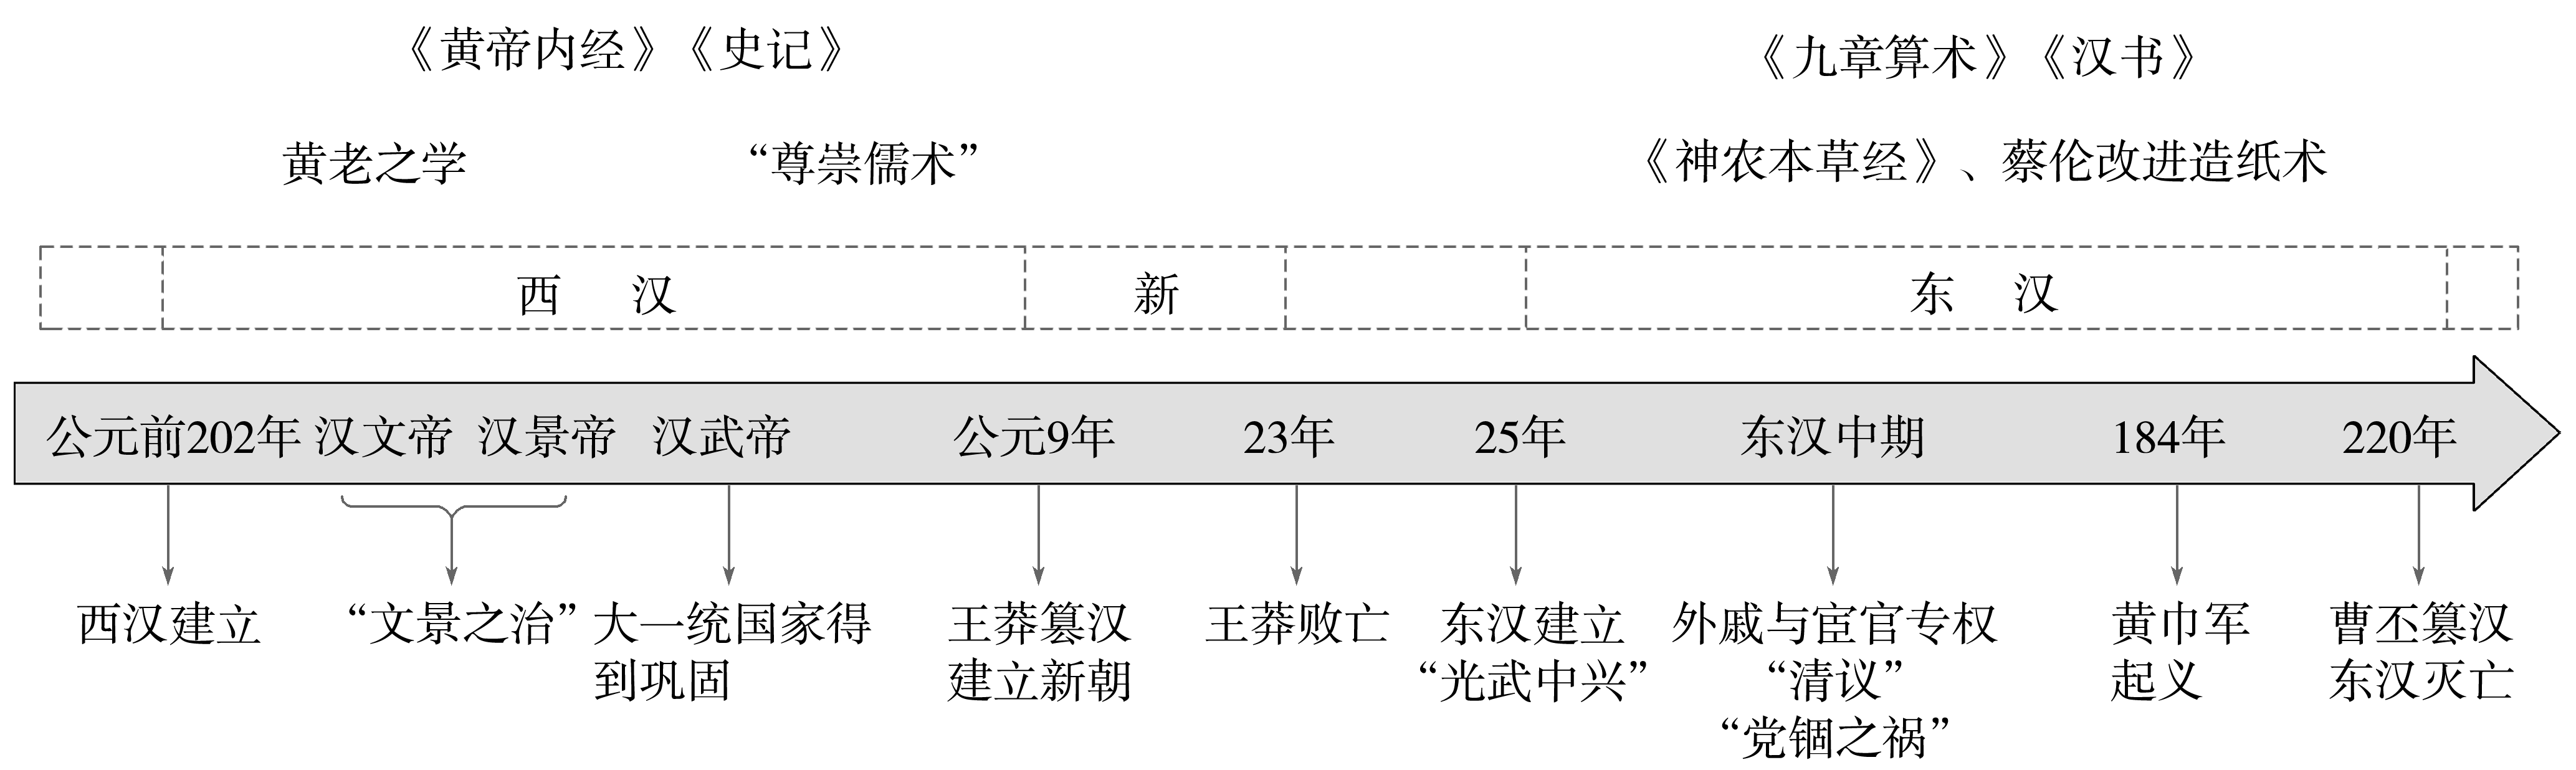 《黄帝内经》《史记》
《九章算术》《汉书》
黄老之学
“尊崇儒术”
《神农本草经》、蔡伦改进造纸术
西 汉
新
东 汉
公元前202年 汉文帝 汉景帝 汉武帝 公元9年 23年 25年 东汉中期 184年 220年
西汉建立
“文景之治”
大一统国家得
到巩固
王莽篡汉
建立新朝
王莽败亡
东汉建立
“光武中兴”
外戚与宦官专权
“清议”
“党锢之祸”
黄巾军
起义
曹丕篡汉
东汉灭亡